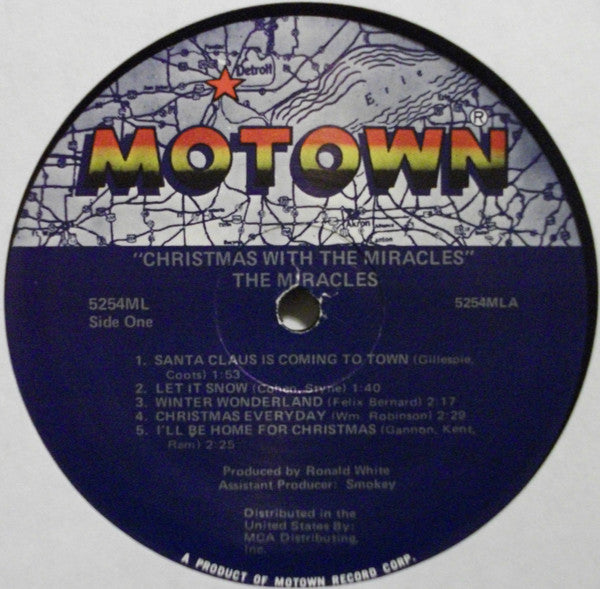 Detroit
Erie
MOTOWN®
Akron
Canton
"CHRISTMAS WITH THE MIRACLES"
THE MIRACLES
5254ML
5254MLA
Side One
1. SANTA CLAUS IS COMING TO TOWN (Gillespie,
Coots) 1:53
2. LET IT SNOW (Cahen, Styne) 1:40
3. WINTER WONDERLAND (Felix Bernard) 2:17
4. CHRISTMAS EVERYDAY (Wm. Robinson) 2:29
5. I'LL BE HOME FOR CHRISTMAS (Gannon, Kent,
Ram) 2:25
Produced by Ronald White
Assistant Producer: Smokey
Distributed in the
United States By:
MCA Distributing,
Inc.
A PRODUCT OF MOTOWN RECORD CORP.